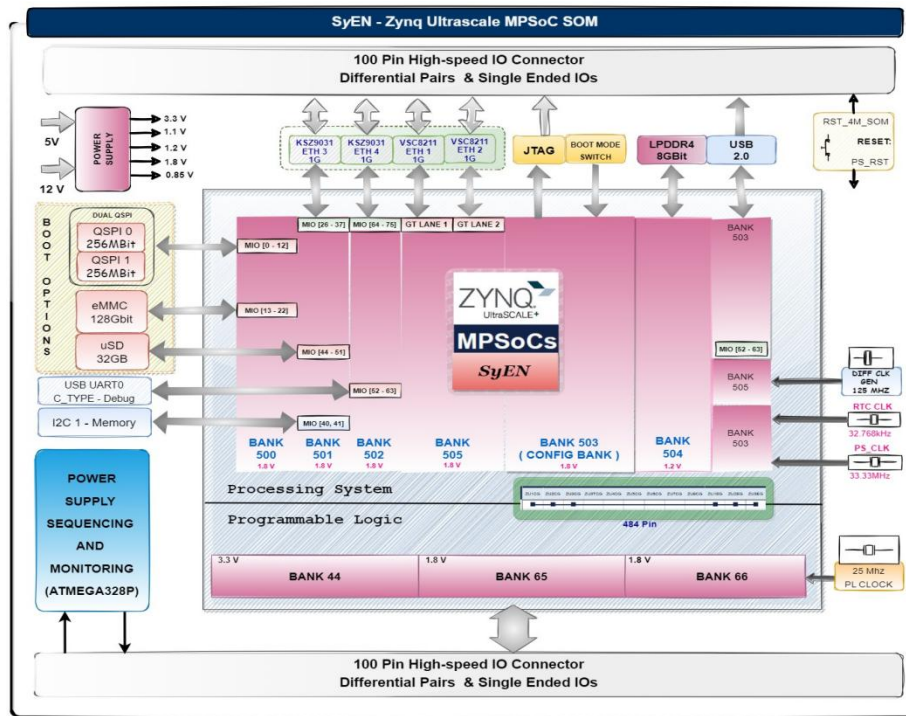 SyEN - Zynq Ultrascale MPSoC SOM
100 Pin High-speed IO Connector
Differential Pairs & Single Ended IOs
5V
12 V
POWER
SUPPLY
3.3 V
1.1 V
1.2 V
1.8 V
0.85 V
KSZ9031
ETH 3
1G
KSZ9031
ETH 4
1G
VSC8211
ETH 1
1G
VSC8211
ETH 2
1G
JTAG
BOOT MODE
SWITCH
LPDDR4
8GBit
USB
2.0
RST_4M_SOM
RESET:
PS_RST
BOOT OPTIONS
DUAL QSPI
QSPI 0
256MBit
QSPI 1
256MBit
eMMC
128Gbit
uSD
32GB
USB UART0
C_TYPE - Debug
I2C 1 - Memory
MIO [26 - 37]
MIO [64 - 75]
GT LANE 1
GT LANE 2
MIO [0 - 12]
MIO [13 - 22]
MIO [44 - 51]
MIO [52 - 63]
MIO [40, 41]
BANK
503
MIO [52 - 63]
BANK
505
BANK
503
ZYNQ
UltraSCALE+
MPSoCs
SyEN
DIFF CLK
GEN
125 MHZ
RTC CLK
32.768kHz
PS_CLK
33.33MHz
BANK
500
1.8 V
BANK
501
1.8 V
BANK
502
1.8 V
BANK
505
1.8 V
BANK 503
( CONFIG BANK )
1.8 V
BANK
504
1.2 V
Processing System
Programmable Logic
484 Pin
POWER
SUPPLY
SEQUENCING
AND
MONITORING
(ATMEGA328P)
3.3 V
BANK 44
1.8 V
BANK 65
1.8 V
BANK 66
25 Mhz
PL CLOCK
100 Pin High-speed IO Connector
Differential Pairs & Single Ended IOs